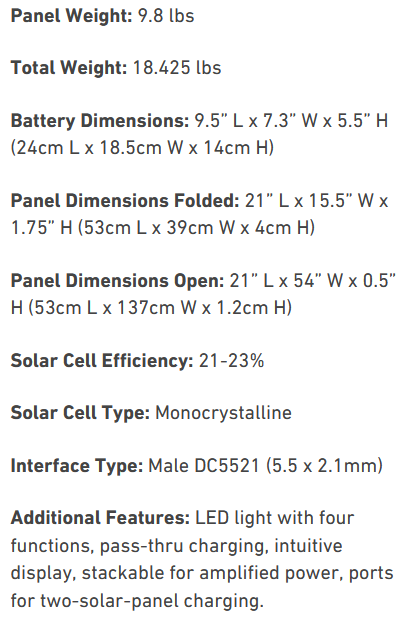 Panel Weight: 9.8 lbs
Total Weight: 18.425 lbs
Battery Dimensions: 9.5” L x 7.3” W x 5.5” H
(24cm L x 18.5cm W x 14cm H)
Panel Dimensions Folded: 21” L x 15.5” W x
1.75” H (53cm L x 39cm W x 4cm H)
Panel Dimensions Open: 21” L x 54” W x 0.5”
H (53cm L x 137cm W x 1.2cm H)
Solar Cell Efficiency: 21-23%
Solar Cell Type: Monocrystalline
Interface Type: Male DC5521 (5.5 x 2.1mm)
Additional Features: LED light with four
functions, pass-thru charging, intuitive
display, stackable for amplified power, ports
for two-solar-panel charging.